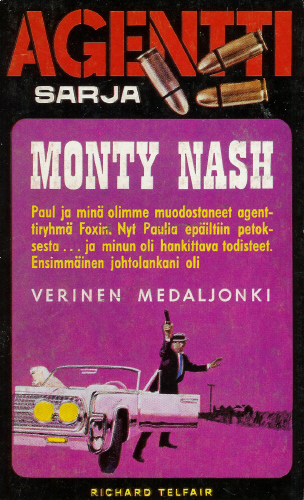 AGENTTI
SARJA
MONTY NASH
Paul ja minä olimme muodostaneet agent-
tiryhmä Foxin. Nyt Paulia epäiltiin petok-
sesta... ja minun oli hankittava todisteet.
Ensimmäinen johtolankani oli
VERINEN MEDALJONKI
RICHARD TELFAIR